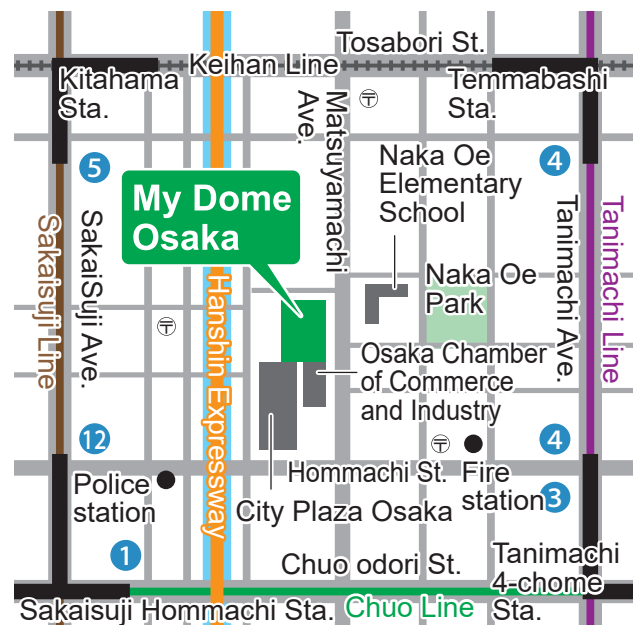 Tosabori St.
Keihan Line
Kitahama
Sta.
Temmabashi
Sta.
〒
Matsuyamachi
Ave.
5
4
Naka Oe
Elementary
School
My Dome
Osaka
SakaiSuji Ave.
Sakaisuji Line
Hanshin Expressway
Tanimachi Ave.
Tanimachi Line
Naka Oe
Park
〒
Osaka Chamber
of Commerce
and Industry
12
〒
4
Hommachi St.
Fire
station
3
Police
station
City Plaza Osaka
1
Chuo odori St.
Tanimachi
4-chome
Sta.
Sakaisuji Hommachi Sta.
Chuo Line